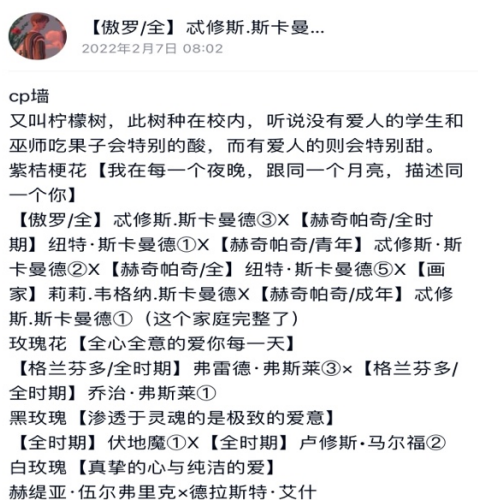 【傲罗/全】忒修斯.斯卡曼...
2022年2月7日 08:02
cp墙
又叫柠檬树，此树种在校内，听说没有爱人的学生和
巫师吃果子会特别的酸，而有爱人的则会特别甜。
紫桔梗花【我在每一个夜晚，跟同一个月亮，描述同
一个你】
【傲罗/全】忒修斯.斯卡曼德③X【赫奇帕奇/全时
期】纽特·斯卡曼德①X【赫奇帕奇/青年】忒修斯·斯
卡曼德②X【赫奇帕奇/全】纽特·斯卡曼德⑤X【画
家】莉莉.韦格纳.斯卡曼德X【赫奇帕奇/成年】忒修
斯.斯卡曼德①（这个家庭完整了）
玫瑰花【全心全意的爱你每一天】
【格兰芬多/全时期】弗雷德·弗斯莱③×【格兰芬多/
全时期】乔治·弗斯莱①
黑玫瑰【渗透于灵魂的是极致的爱意】
【全时期】伏地魔①X【全时期】卢修斯•马尔福②
白玫瑰【真挚的心与纯洁的爱】
赫缇亚·伍尔弗里克×德拉斯特·艾什